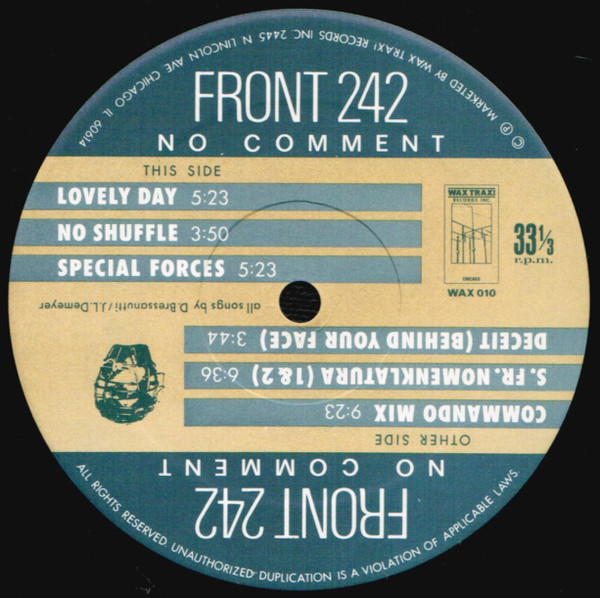 ℗ © MARKETED BY WAX TRAX! RECORDS INC 2445 N LINCOLN AVE CHICAGO IL 60614
FRONT 242
NO COMMENT
THIS SIDE
LOVELY DAY 5:23
NO SHUFFLE 3:50
SPECIAL FORCES 5:23
WAX TRAX!
RECORDS INC.
CHICAGO
WAX 010
33 1/3
r.p.m.
all songs by D.Bressanutti/J.L.Demeyer
FRONT 242
NO COMMENT
OTHER SIDE
COMMANDO MIX 9:23
S. FR. NOMENKLATURA (1&2) 6:36
DECEIT (BEHIND YOUR FACE) 3:44
ALL RIGHTS RESERVED UNAUTHORIZED DUPLICATION IS A VIOLATION OF APPLICABLE LAWS.